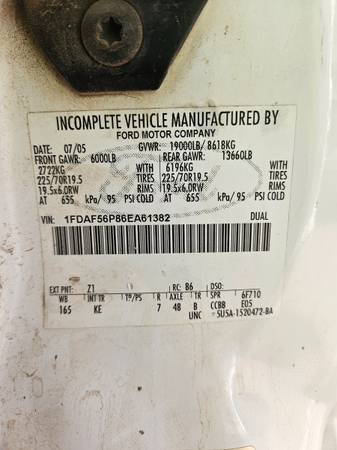 INCOMPLETE VEHICLE MANUFACTURED BY
FORD MOTOR COMPANY
DATE: 07/05 GVWR: 19000LB/ 8618KG
FRONT GAWR: 6000LB REAR GAWR: 13660LB
2722KG 6196KG
225/70R19.5 TIRES 225/70R19.5 TIRES
19.5x6.0RW RIMS 19.5x6.0RW RIMS
AT 655 kPa/ 95 PSI COLD AT 655 kPa/ 95 PSI COLD
VIN: 1FDAF56P86EA61382 DUAL
EXT PNT: Z1 RC: 86 DSO:
WB INT TR TP/PS R AXLE TR SPR 6F710
165 KE 7 48 B CCBB E05
UNC 5U5A-1520472-BA